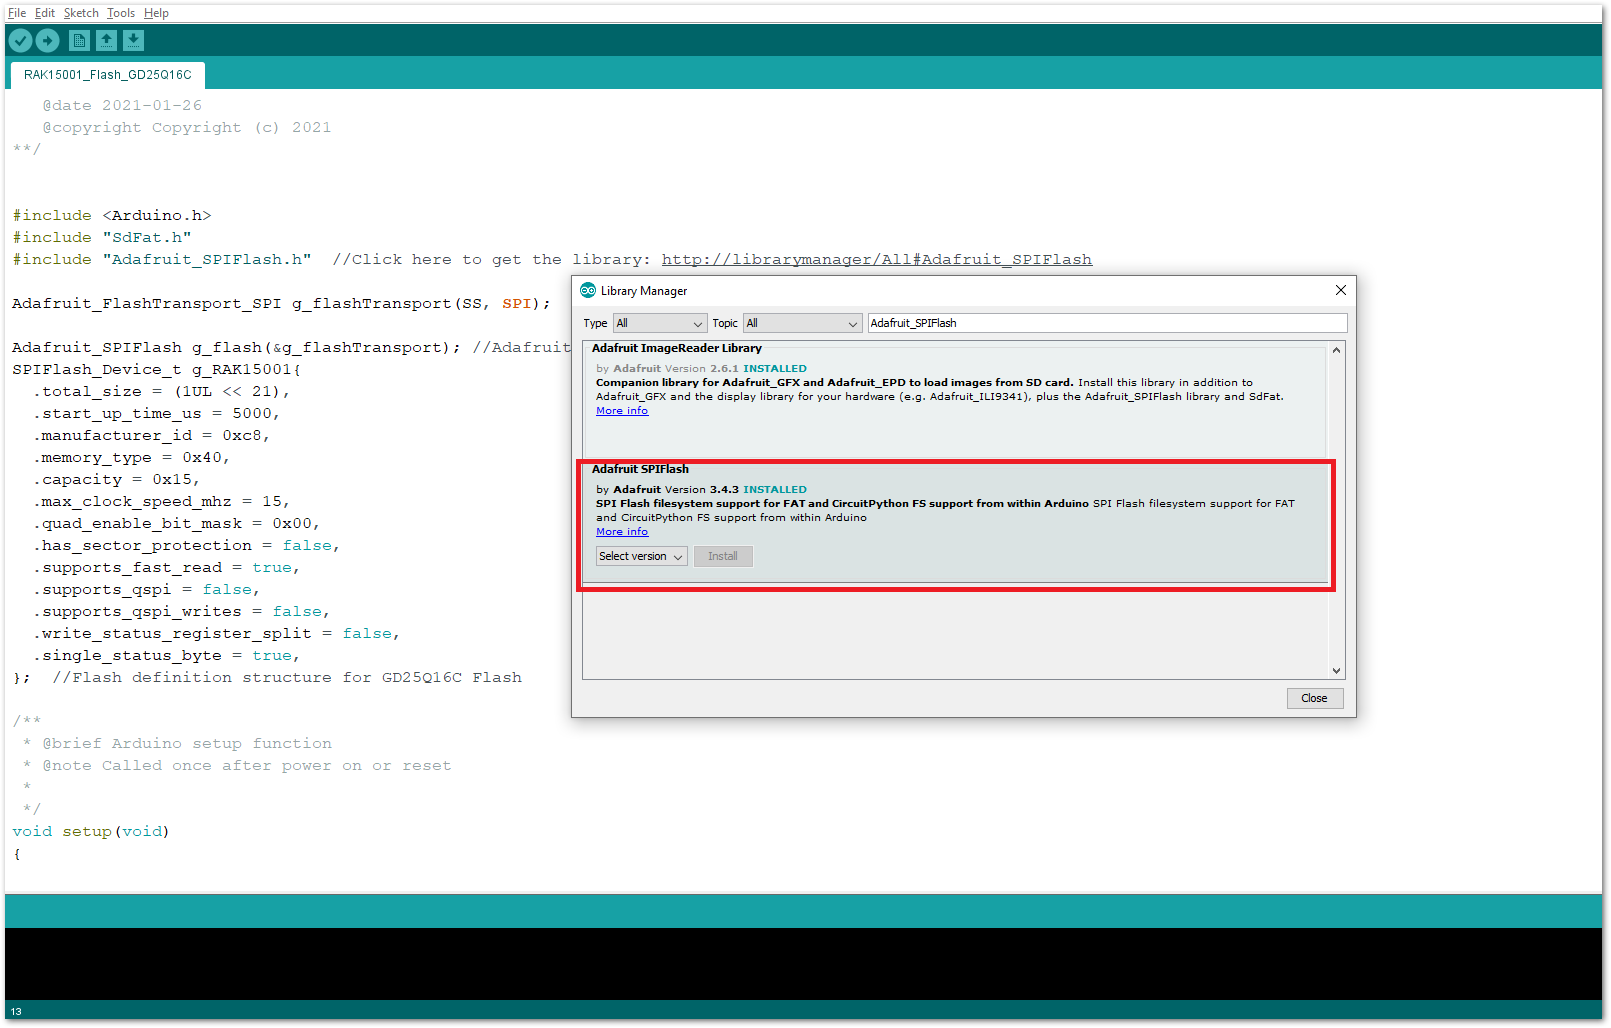 File Edit Sketch Tools Help
RAK15001_Flash_GD25Q16C
@date 2021-01-26
@copyright Copyright (c) 2021
**/
#include <Arduino.h>
#include "SdFat.h"
#include "Adafruit_SPIFlash.h"  //Click here to get the library: http://librarymanager/All#Adafruit_SPIFlash
Adafruit_FlashTransport_SPI g_flashTransport(SS, SPI);
Adafruit_SPIFlash g_flash(&g_flashTransport); //Adafruit
SPIFlash_Device_t g_RAK15001{
.total_size = (1UL << 21),
.start_up_time_us = 5000,
.manufacturer_id = 0xc8,
.memory_type = 0x40,
.capacity = 0x15,
.max_clock_speed_mhz = 15,
.quad_enable_bit_mask = 0x00,
.has_sector_protection = false,
.supports_fast_read = true,
.supports_qspi = false,
.supports_qspi_writes = false,
.write_status_register_split = false,
.single_status_byte = true,
};  //Flash definition structure for GD25Q16C Flash
/**
* @brief Arduino setup function
* @note Called once after power on or reset
*
*/
void setup(void)
{
Library Manager
Type All Topic All Adafruit_SPIFlash
Adafruit ImageReader Library
by Adafruit Version 2.6.1 INSTALLED
Companion library for Adafruit_GFX and Adafruit_EPD to load images from SD card. Install this library in addition to
Adafruit_GFX and the display library for your hardware (e.g. Adafruit_ILI9341), plus the Adafruit_SPIFlash library and SdFat.
More info
Adafruit SPIFlash
by Adafruit Version 3.4.3 INSTALLED
SPI Flash filesystem support for FAT and CircuitPython FS support from within Arduino SPI Flash filesystem support for FAT
and CircuitPython FS support from within Arduino
More info
Select version Install
Close
13